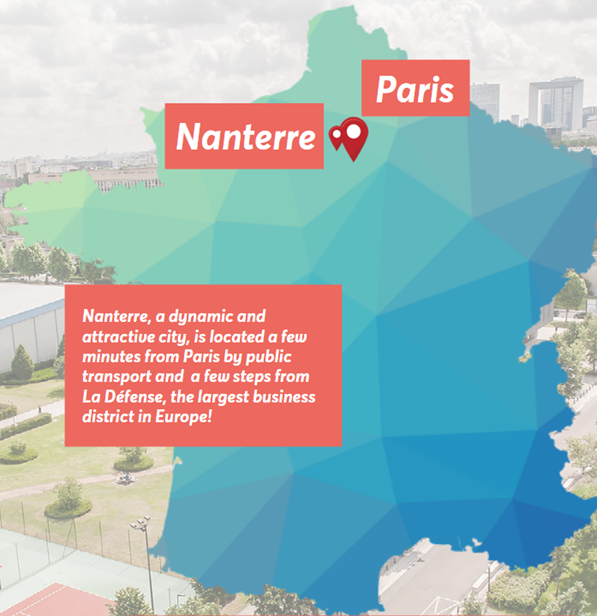 Paris
Nanterre
Nanterre, a dynamic and
attractive city, is located a few
minutes from Paris by public
transport and a few steps from
La Défense, the largest business
district in Europe!